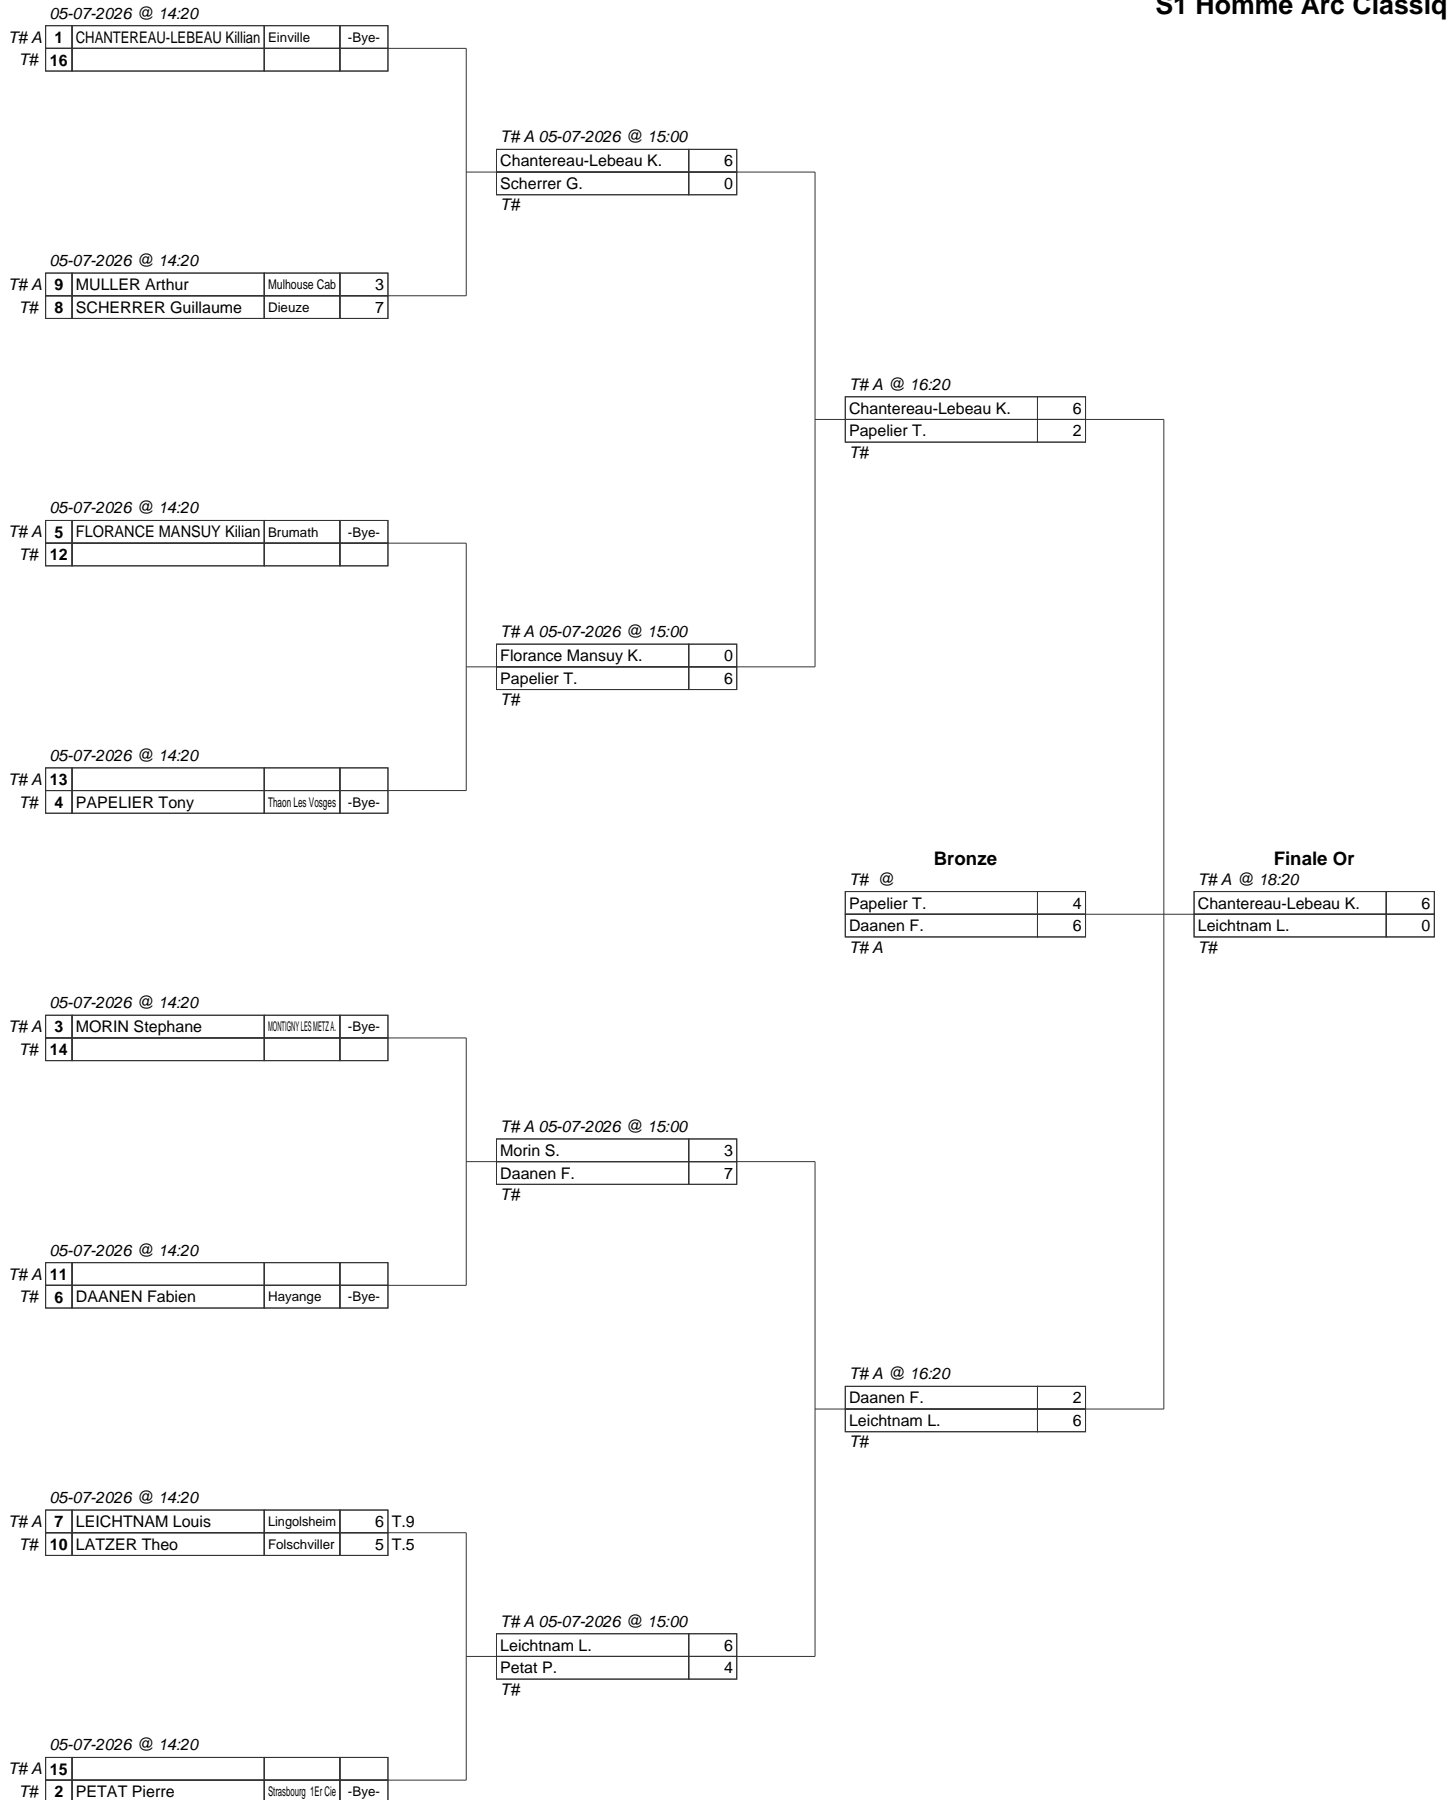 S1 Homme Arc Classiq
05-07-2026 @ 14:20
T# A 1 CHANTEREAU-LEBEAU Killian Einville -Bye-
T# 16
T# A 05-07-2026 @ 15:00
Chantereau-Lebeau K. 6
Scherrer G. 0
T#
05-07-2026 @ 14:20
T# A 9 MULLER Arthur Mulhouse Cab 3
T# 8 SCHERRER Guillaume Dieuze 7
T# A @ 16:20
Chantereau-Lebeau K. 6
Papelier T. 2
T#
05-07-2026 @ 14:20
T# A 5 FLORANCE MANSUY Kilian Brumath -Bye-
T# 12
T# A 05-07-2026 @ 15:00
Florance Mansuy K. 0
Papelier T. 6
T#
05-07-2026 @ 14:20
T# A 13
T# 4 PAPELIER Tony Thaon Les Vosges -Bye-
Bronze
T# @
Papelier T. 4
Daanen F. 6
T# A
Finale Or
T# A @ 18:20
Chantereau-Lebeau K. 6
Leichtnam L. 0
T#
05-07-2026 @ 14:20
T# A 3 MORIN Stephane MONTIGNY LES METZ A. -Bye-
T# 14
T# A 05-07-2026 @ 15:00
Morin S. 3
Daanen F. 7
T#
05-07-2026 @ 14:20
T# A 11
T# 6 DAANEN Fabien Hayange -Bye-
T# A @ 16:20
Daanen F. 2
Leichtnam L. 6
T#
05-07-2026 @ 14:20
T# A 7 LEICHTNAM Louis Lingolsheim 6 T.9
T# 10 LATZER Theo Folschviller 5 T.5
T# A 05-07-2026 @ 15:00
Leichtnam L. 6
Petat P. 4
T#
05-07-2026 @ 14:20
T# A 15
T# 2 PETAT Pierre Strasbourg 1Er Cie -Bye-